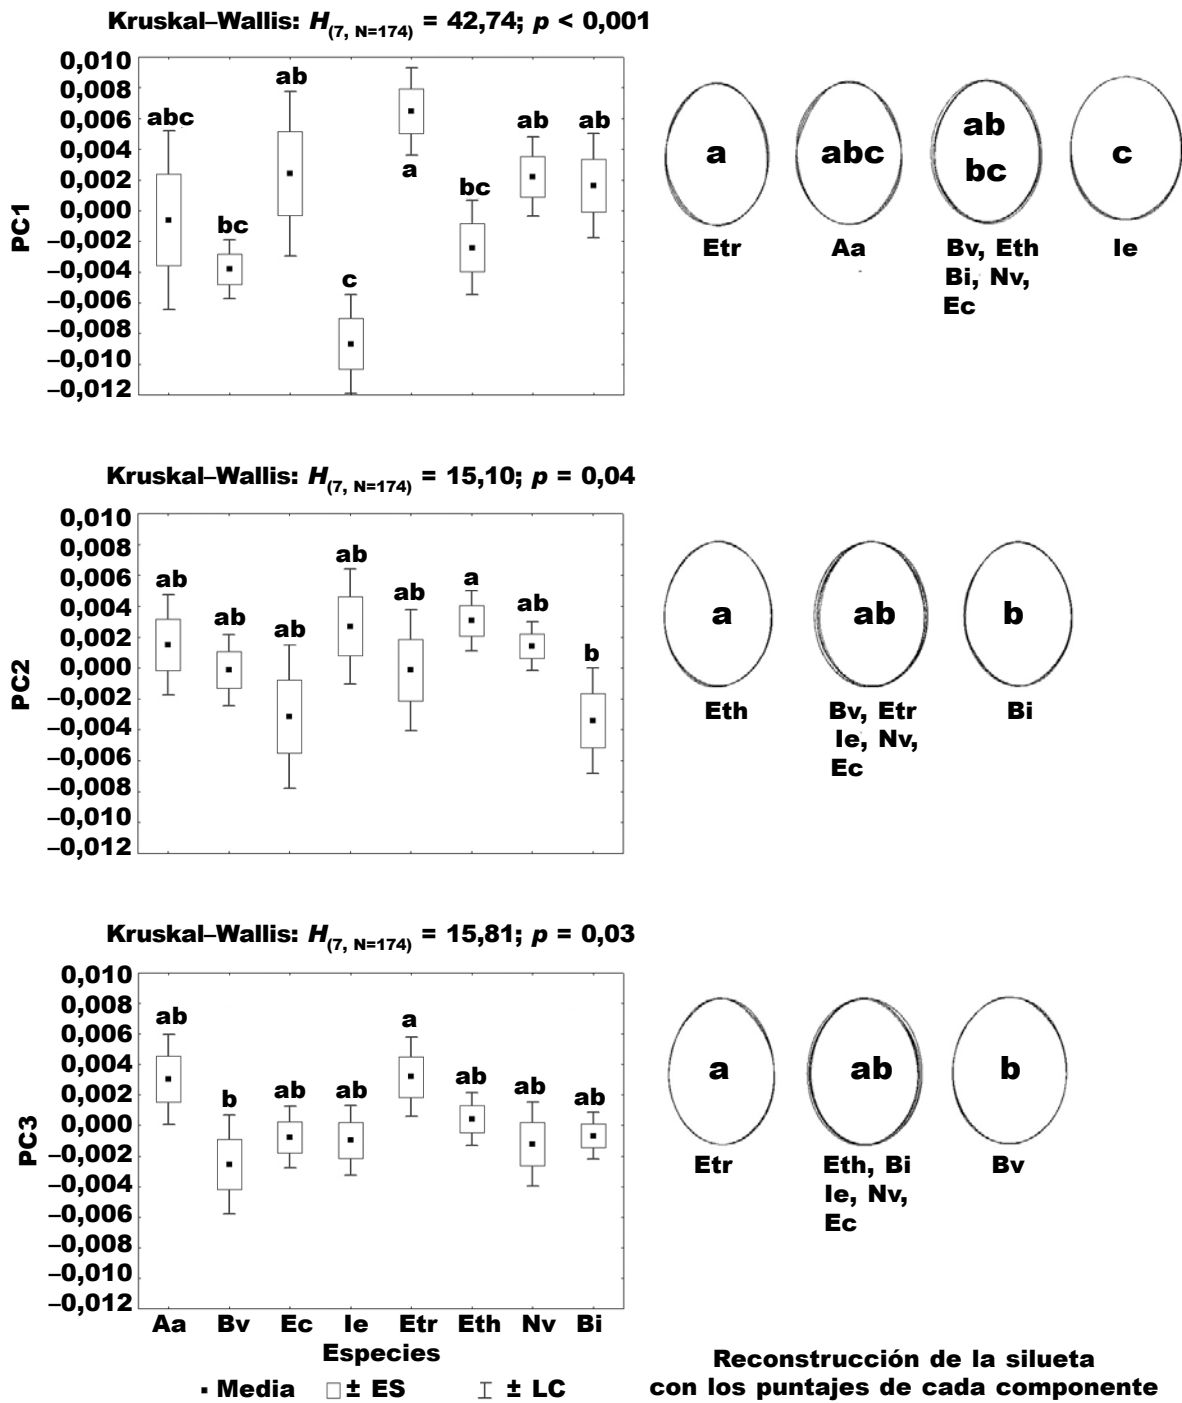 Kruskal–Wallis: H(7, N=174) = 42,74; p < 0,001
PC1
0,010
0,008
0,006
0,004
0,002
0,000
–0,002
–0,004
–0,006
–0,008
–0,010
–0,012
abc
bc
ab
c
a
bc
ab
ab
a
abc
ab
bc
c
Etr
Aa
Bv, Eth
Bi, Nv,
Ec
Ie
Kruskal–Wallis: H(7, N=174) = 15,10; p = 0,04
PC2
0,010
0,008
0,006
0,004
0,002
0,000
–0,002
–0,004
–0,006
–0,008
–0,010
–0,012
ab
ab
ab
ab
ab
a
ab
b
a
ab
b
Eth
Bv, Etr
Ie, Nv,
Ec
Bi
Kruskal–Wallis: H(7, N=174) = 15,81; p = 0,03
PC3
0,010
0,008
0,006
0,004
0,002
0,000
–0,002
–0,004
–0,006
–0,008
–0,010
–0,012
ab
b
ab
ab
a
ab
ab
ab
a
ab
b
Etr
Eth, Bi
Ie, Nv,
Ec
Bv
Aa Bv Ec Ie Etr Eth Nv Bi
Especies
Media ± ES ± LC
Reconstrucción de la silueta
con los puntajes de cada componente